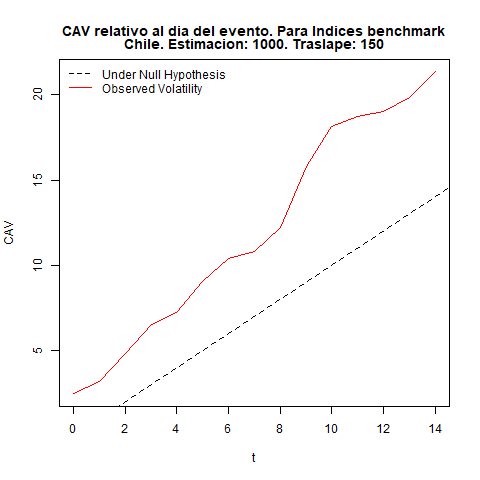 CAV relativo al dia del evento. Para Indices benchmark
Chile. Estimacion: 1000. Traslape: 150
Under Null Hypothesis
Observed Volatility
CAV
20
15
10
5
0 2 4 6 8 10 12 14
t